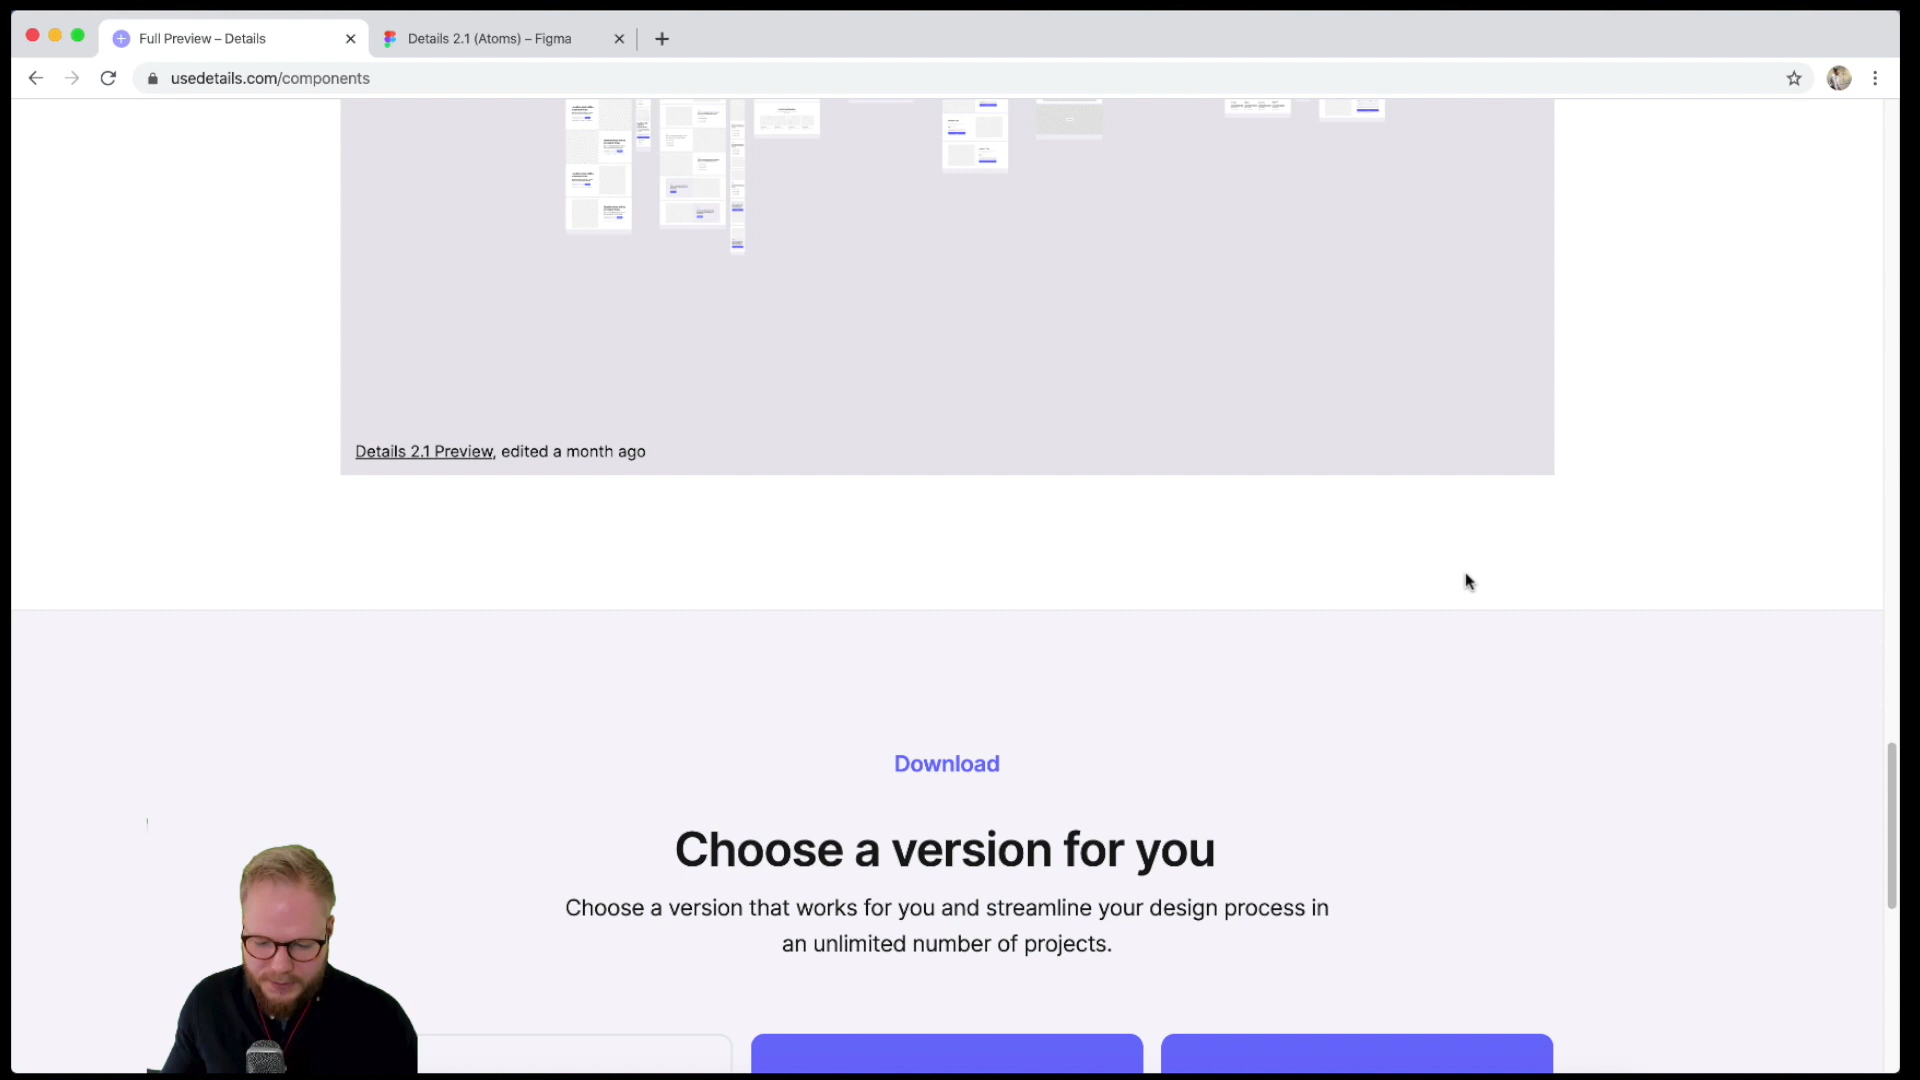 Full Preview – Details
Details 2.1 (Atoms) – Figma
usedetails.com/components
Details 2.1 Preview, edited a month ago
Download
Choose a version for you
Choose a version that works for you and streamline your design process in
an unlimited number of projects.